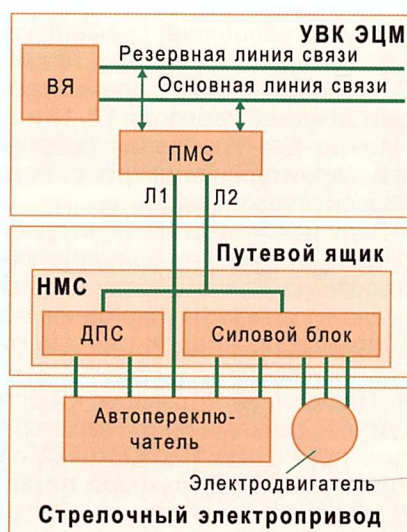 УВК ЭЦМ
Резервная линия связи
ВЯ
Основная линия связи
ПМС
Л1 Л2
Путевой ящик
НМС
ДПС
Силовой блок
Автопереклю-
чатель
Электродвигатель
Стрелочный электропривод